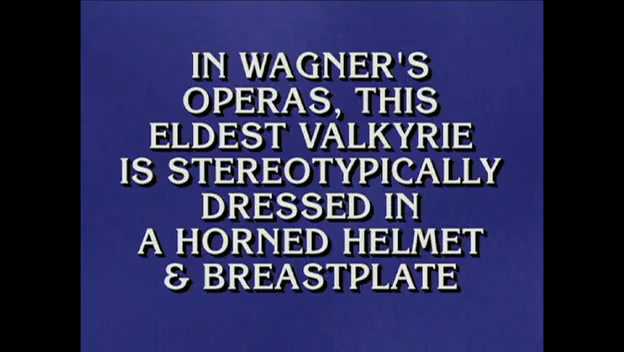 IN WAGNER'S
OPERAS, THIS
ELDEST VALKYRIE
IS STEREOTYPICALLY
DRESSED IN
A HORNED HELMET
& BREASTPLATE